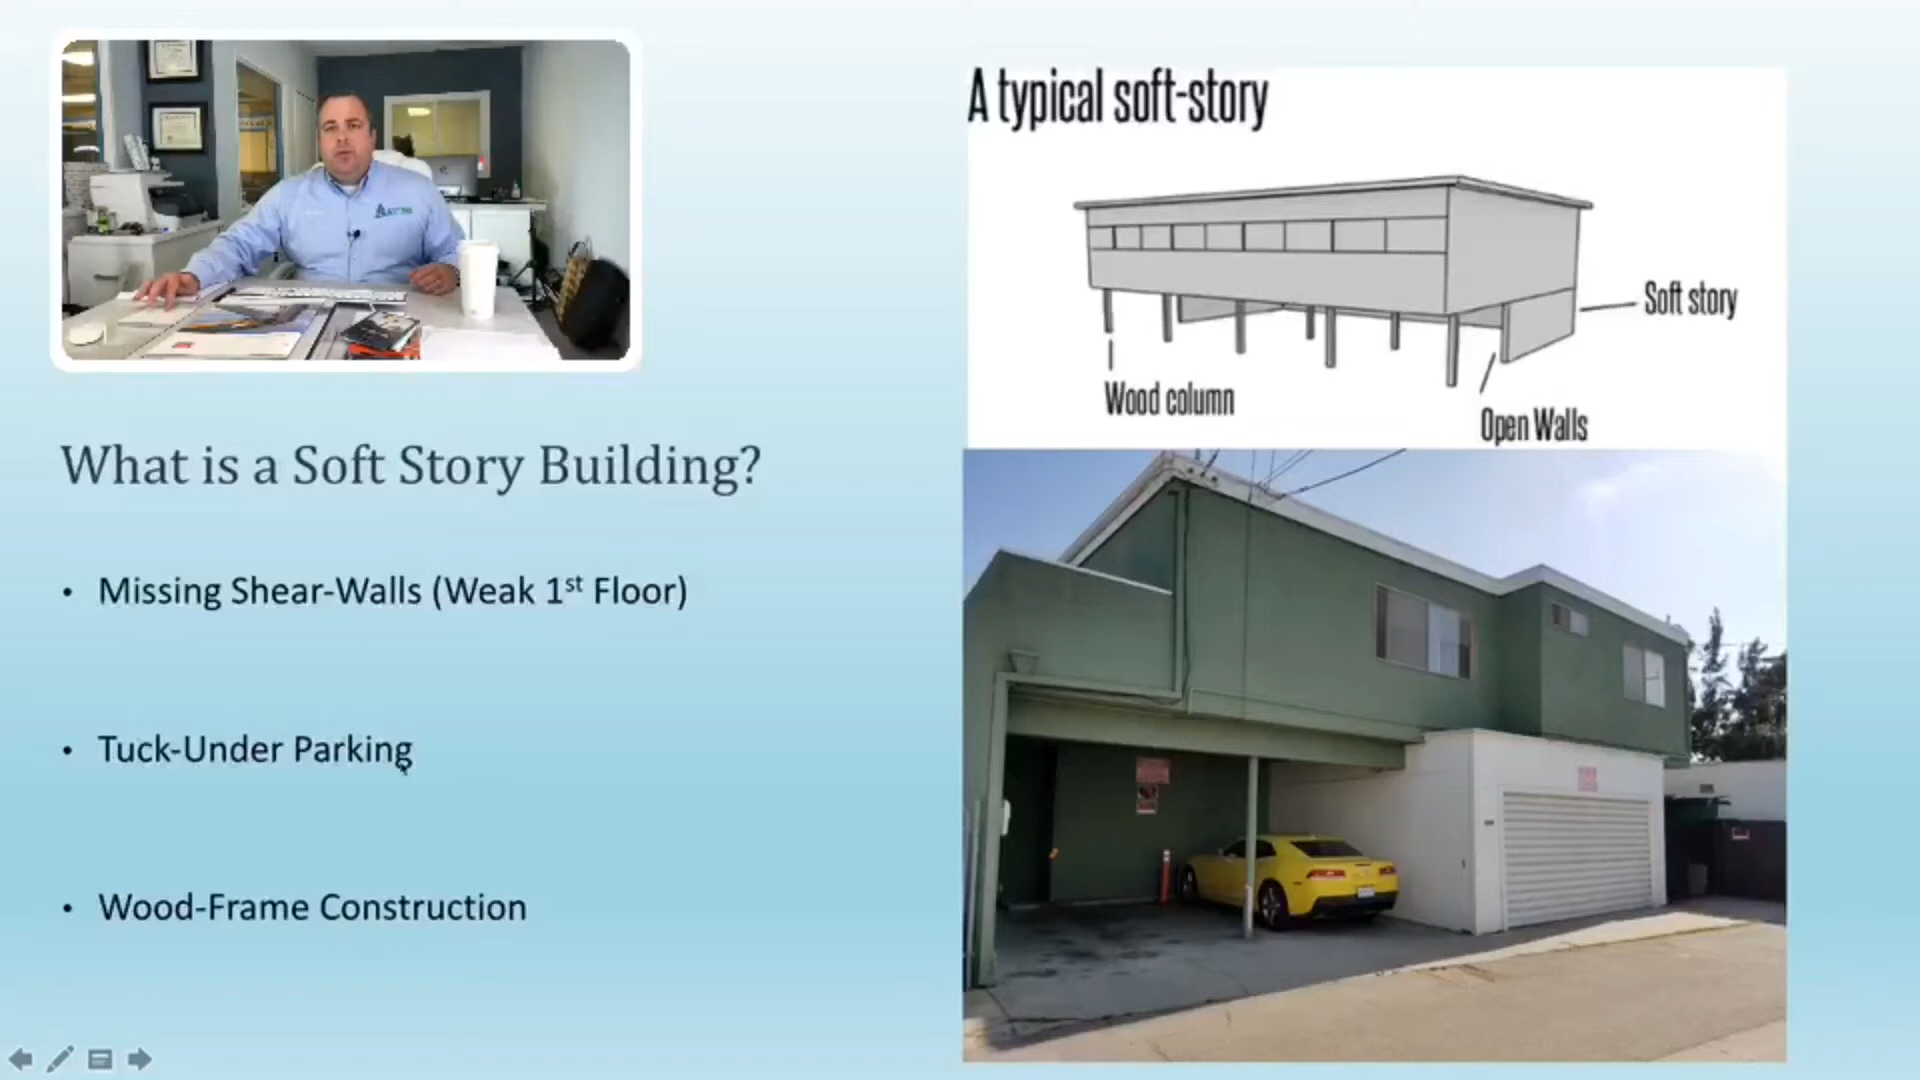 A typical soft-story
Soft story
Wood column
Open Walls
What is a Soft Story Building?
• Missing Shear-Walls (Weak 1st Floor)
• Tuck-Under Parking
• Wood-Frame Construction